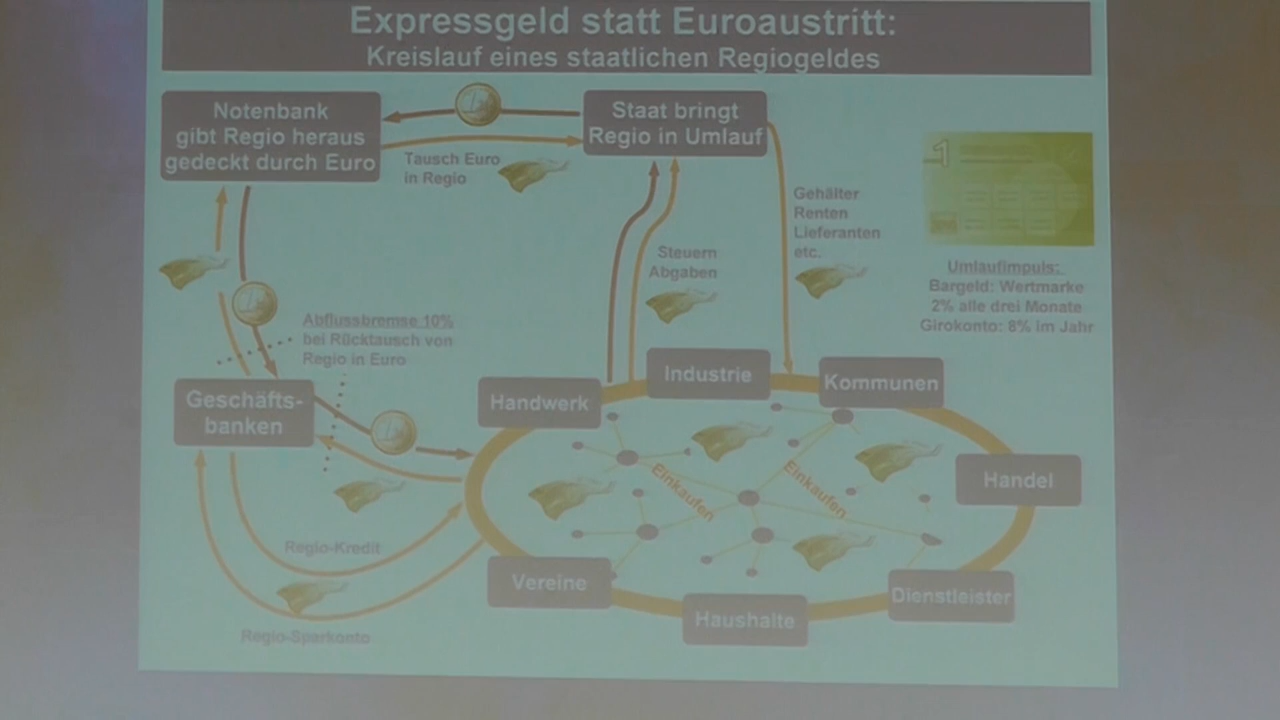 Expressgeld statt Euroaustritt:
Kreislauf eines staatlichen Regiogeldes
Notenbank
gibt Regio heraus
gedeckt durch Euro
Staat bringt
Regio in Umlauf
Tausch Euro
in Regio
1
Gehälter
Renten
Lieferanten
etc.
Steuern
Abgaben
Umlaufimpuls:
Bargeld: Wertmarke
2% alle drei Monate
Girokonto: 8% im Jahr
Abflussbremse 10%
bei Rücktausch von
Regio in Euro
Geschäfts-
banken
Handwerk
Industrie
Kommunen
Handel
Einkaufen
Einkaufen
Regio-Kredit
Vereine
Dienstleister
Haushalte
Regio-Sparkonto